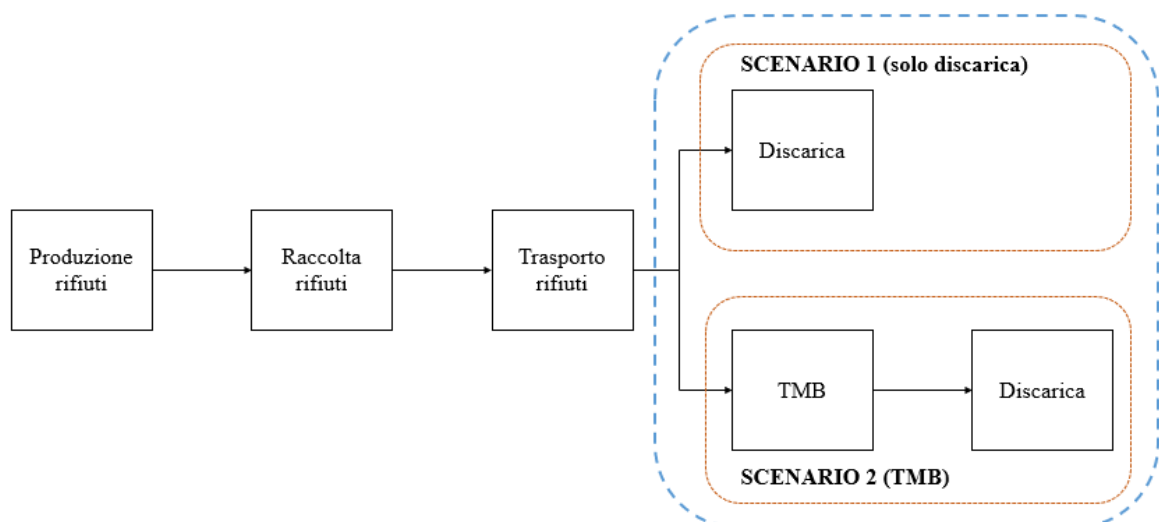 SCENARIO 1 (solo discarica)
Discarica
Produzione
rifiuti
Raccolta
rifiuti
Trasporto
rifiuti
TMB
Discarica
SCENARIO 2 (TMB)